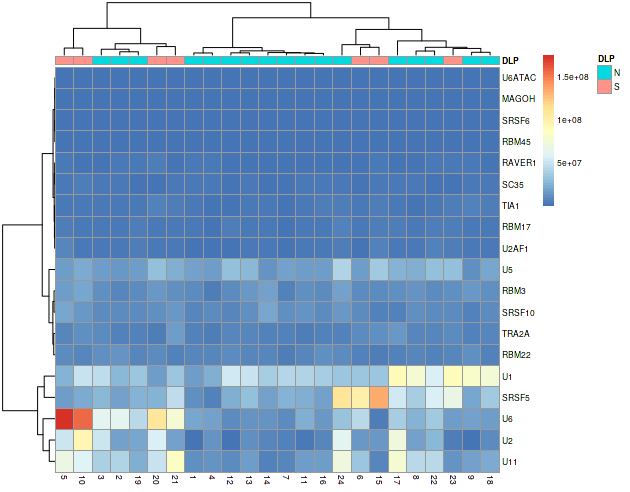 DLP
U6ATAC
MAGOH
SRSF6
RBM45
RAVER1
SC35
TIA1
RBM17
U2AF1
U5
RBM3
SRSF10
TRA2A
RBM22
U1
SRSF5
U6
U2
U11
5 10 3 2 19 20 21 1 4 12 13 14 7 11 16 24 6 15 17 8 22 23 9 18
1.5e+08
1e+08
5e+07
DLP
N
S